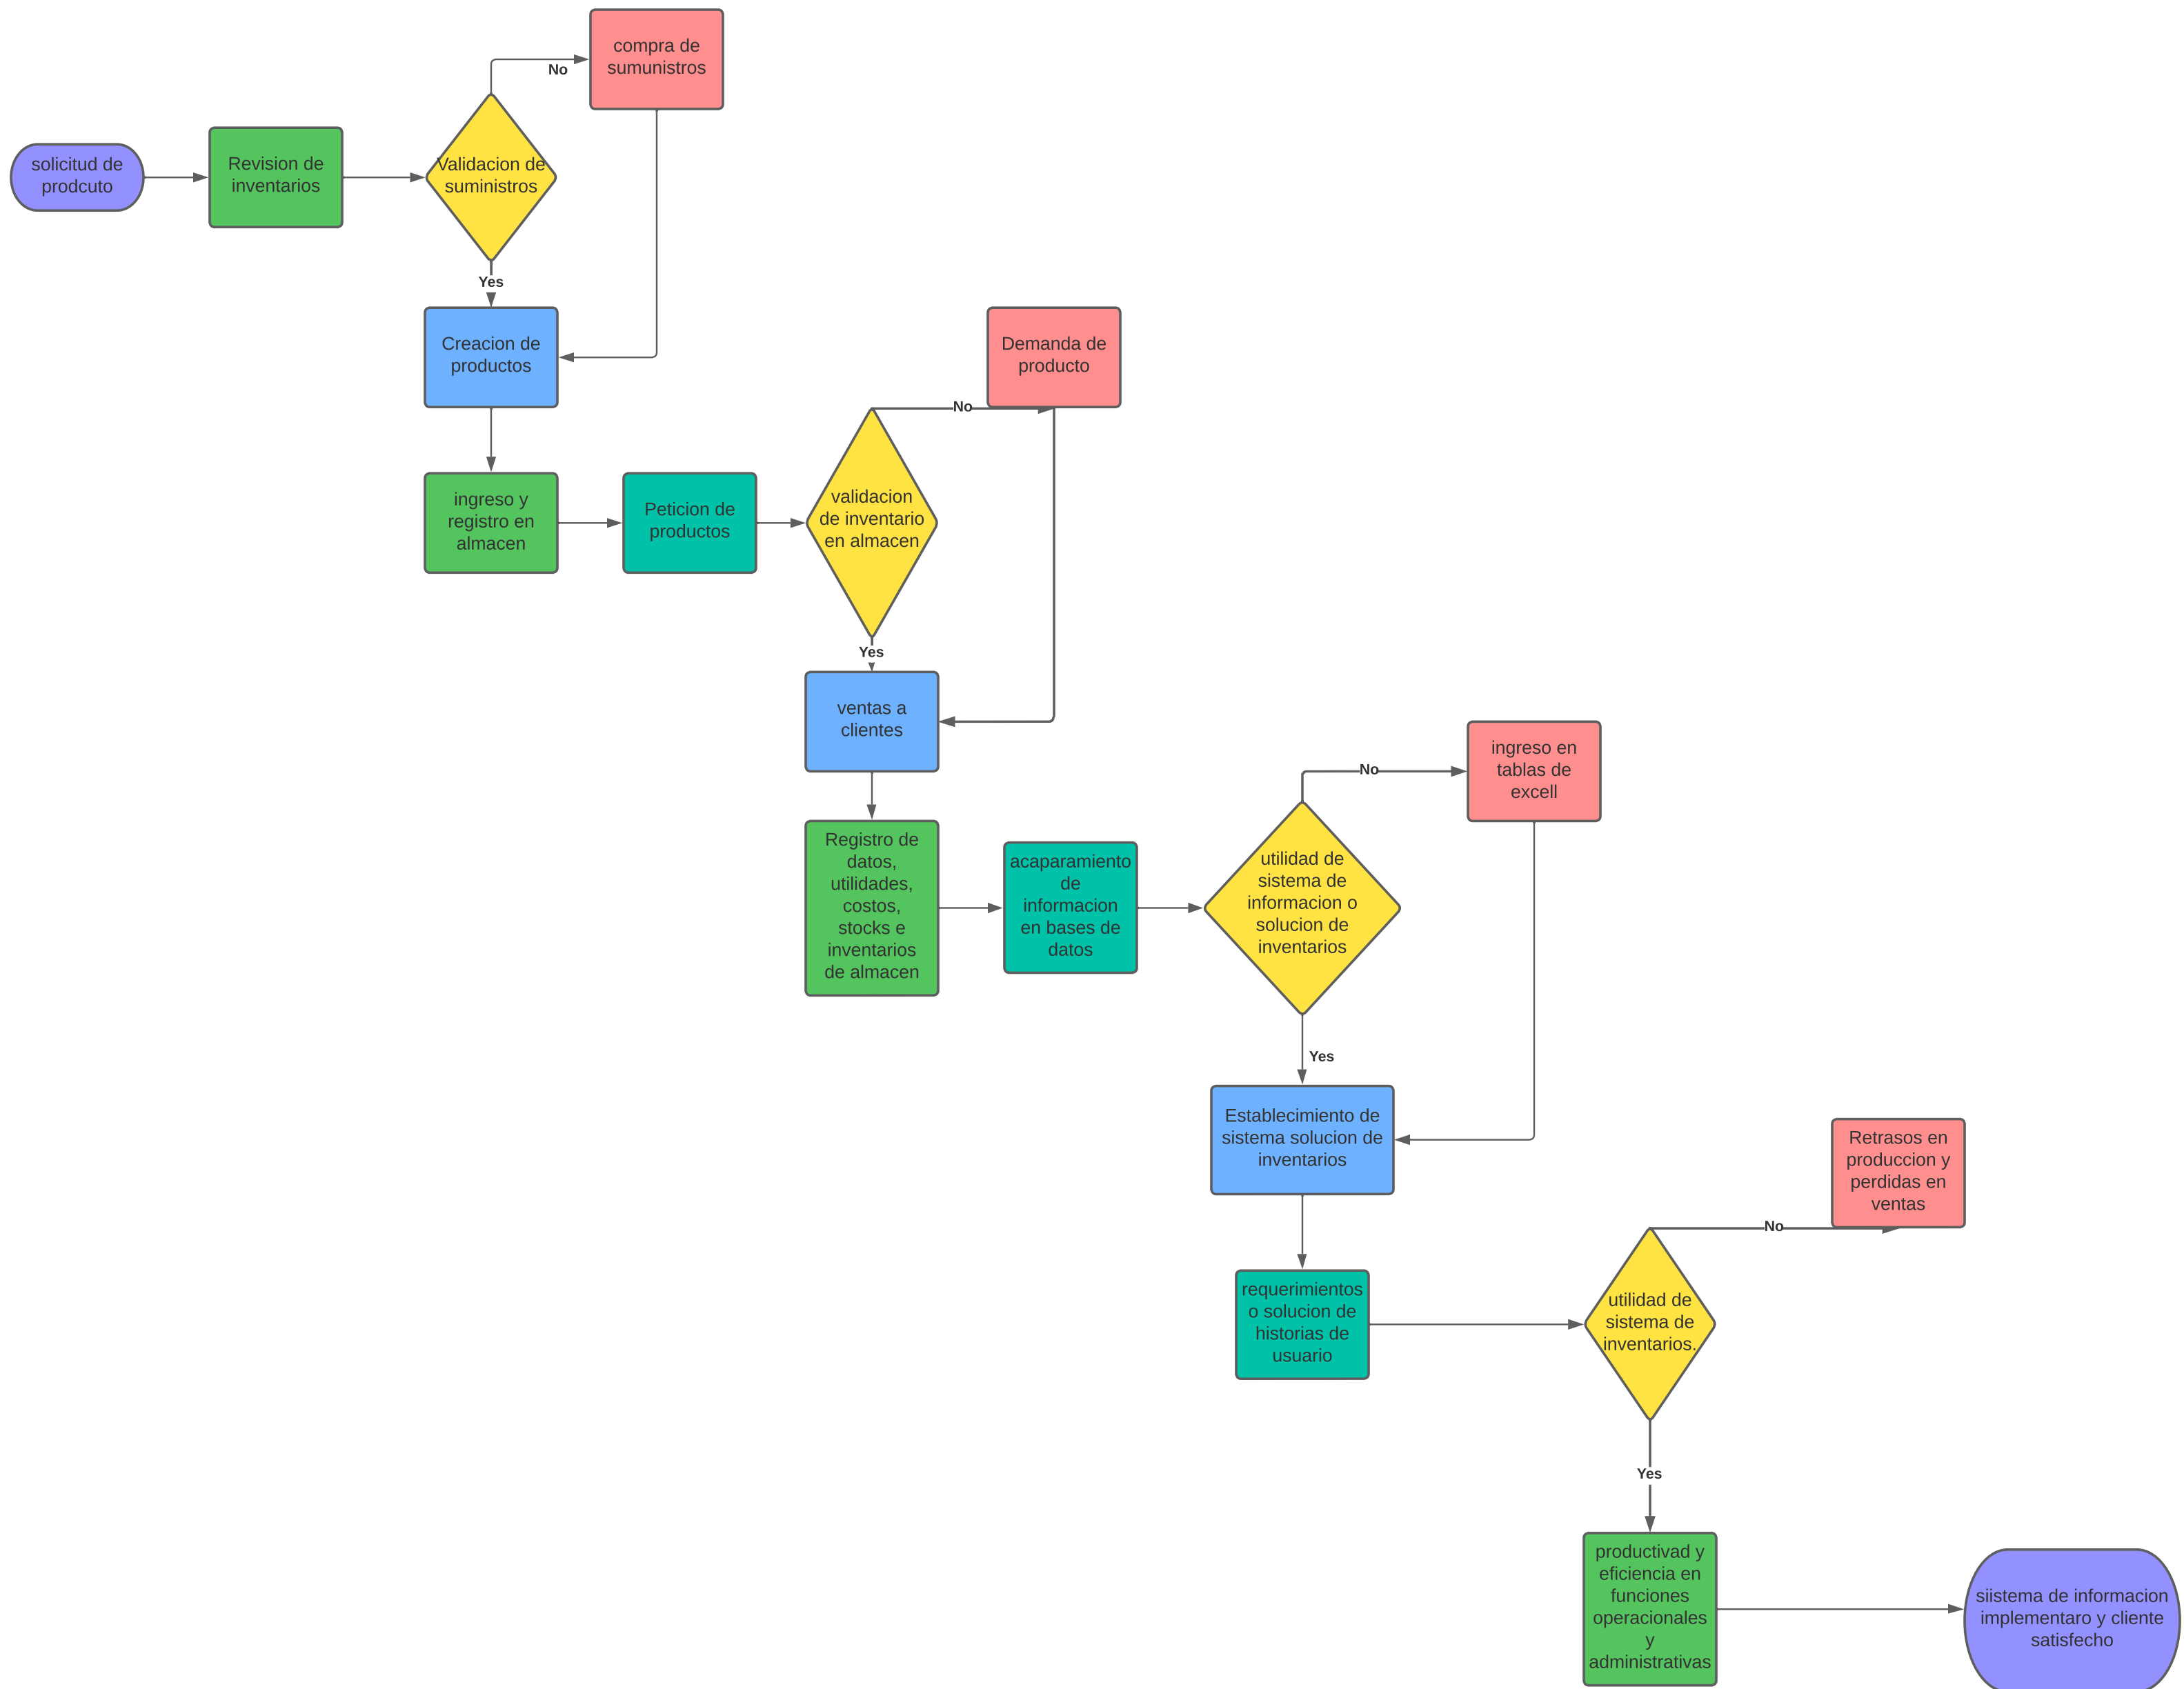 compra de
sumunistros
No
solicitud de
prodcuto
Revision de
inventarios
Validacion de
suministros
Yes
Creacion de
productos
Demanda de
producto
No
ingreso y
registro en
almacen
Peticion de
productos
validacion
de inventario
en almacen
Yes
ventas a
clientes
ingreso en
tablas de
excell
No
Registro de
datos,
utilidades,
costos,
stocks e
inventarios
de almacen
acaparamiento
de
informacion
en bases de
datos
utilidad de
sistema de
informacion o
solucion de
inventarios
Yes
Establecimiento de
sistema solucion de
inventarios
Retrasos en
produccion y
perdidas en
ventas
No
requerimientos
o solucion de
historias de
usuario
utilidad de
sistema de
inventarios.
Yes
productivad y
eficiencia en
funciones
operacionales
y
administrativas
siistema de informacion
implementaro y cliente
satisfecho